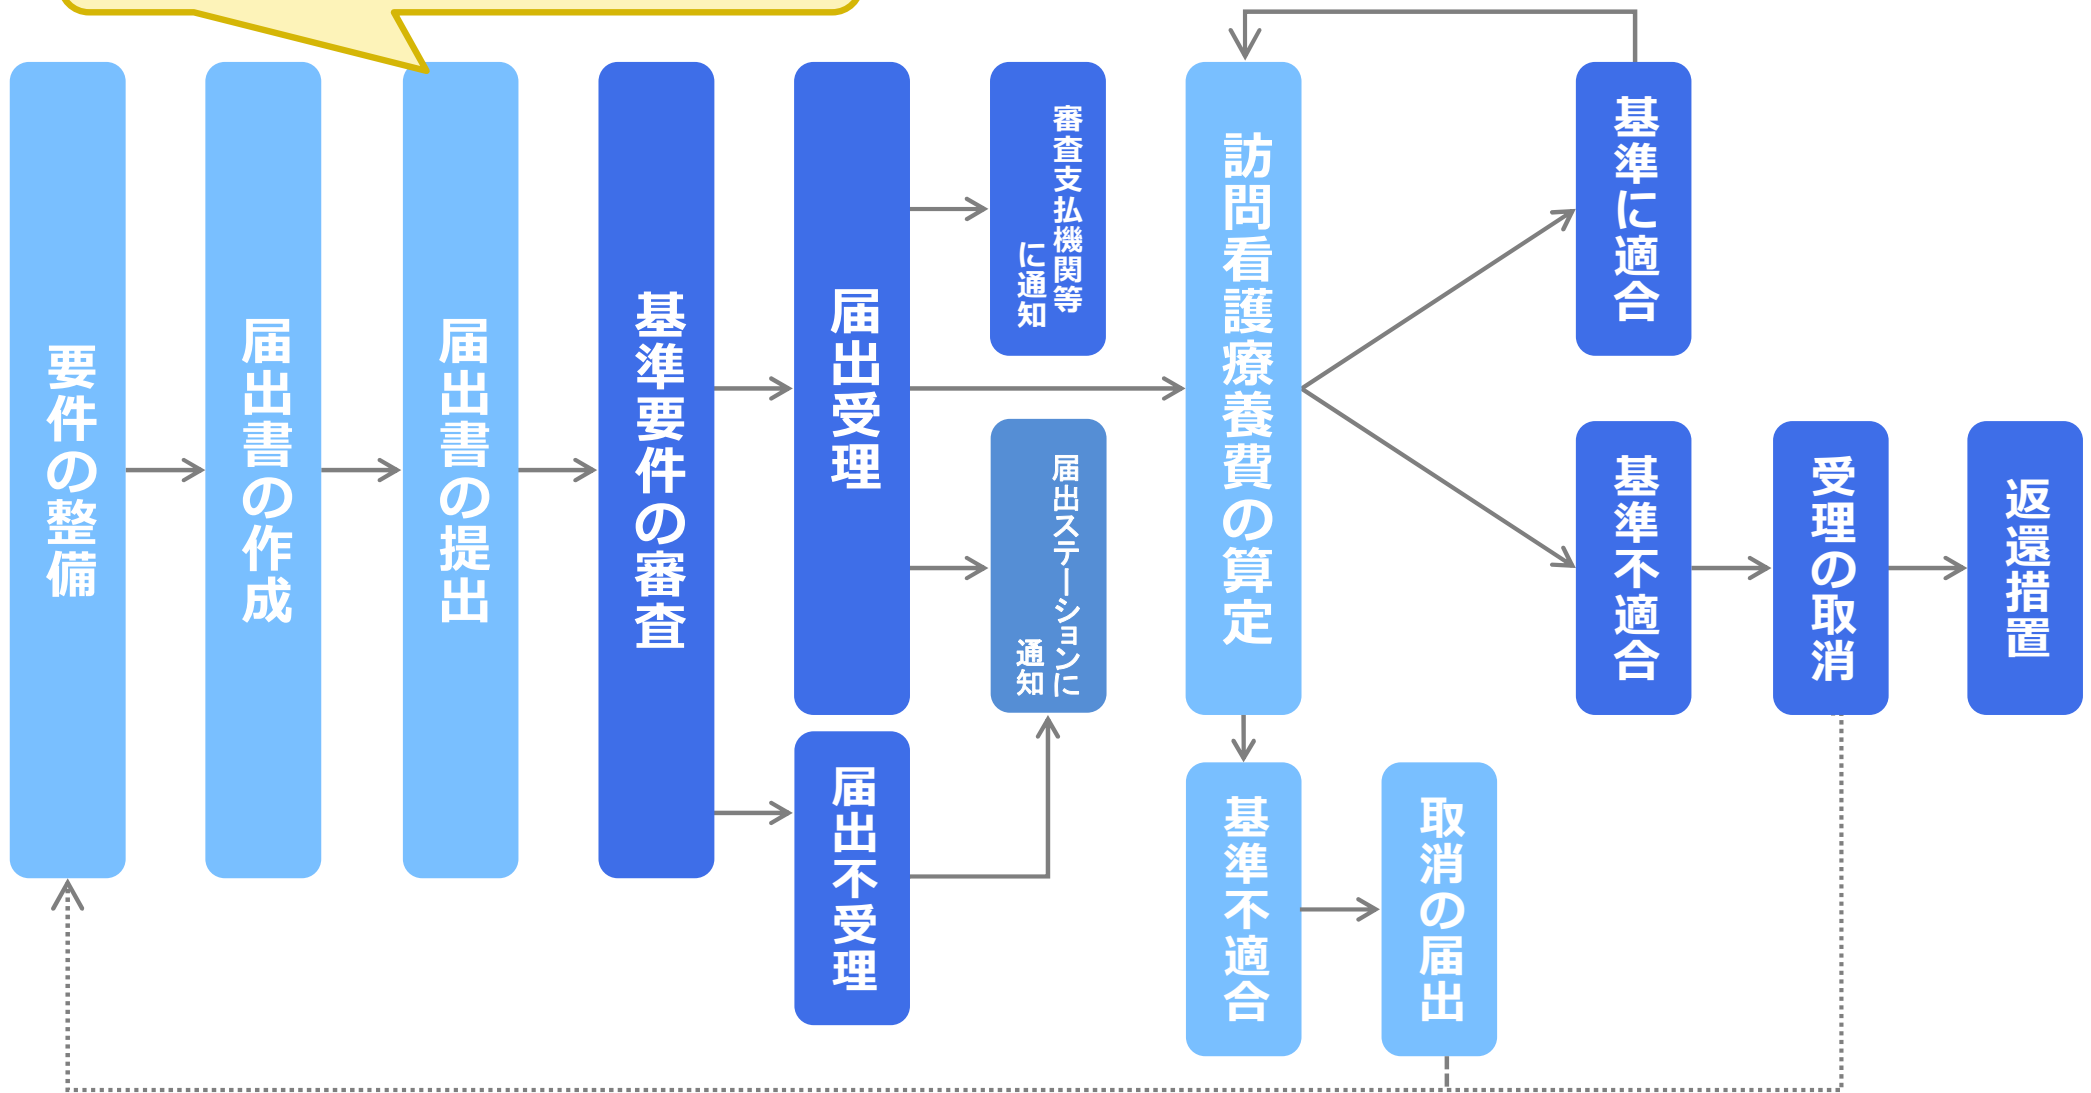 要件の整備
届出書の作成
届出書の提出
基準要件の審査
届出受理
届出不受理
審査支払機関等
に通知
届出ステーションに
通知
訪問看護療養費の算定
基準不適合
取消の届出
基準に適合
基準不適合
受理の取消
返還措置